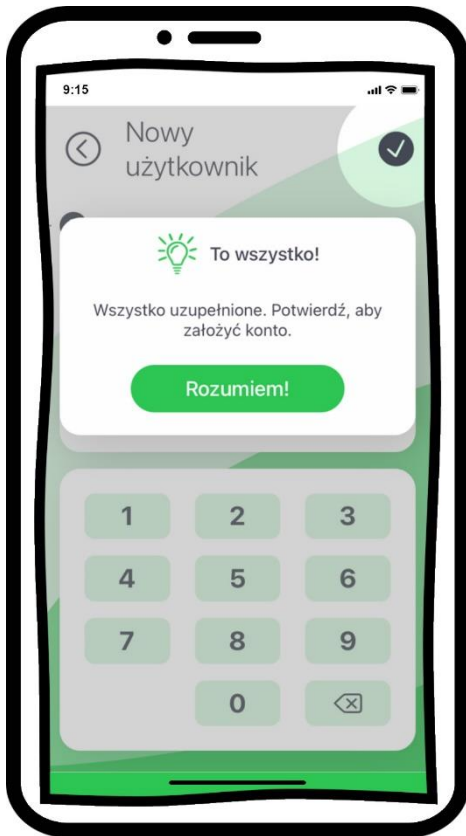 9:15
Nowy
użytkownik
To wszystko!
Wszystko uzupełnione. Potwierdź, aby
założyć konto.
Rozumiem!
1 2 3
4 5 6
7 8 9
0